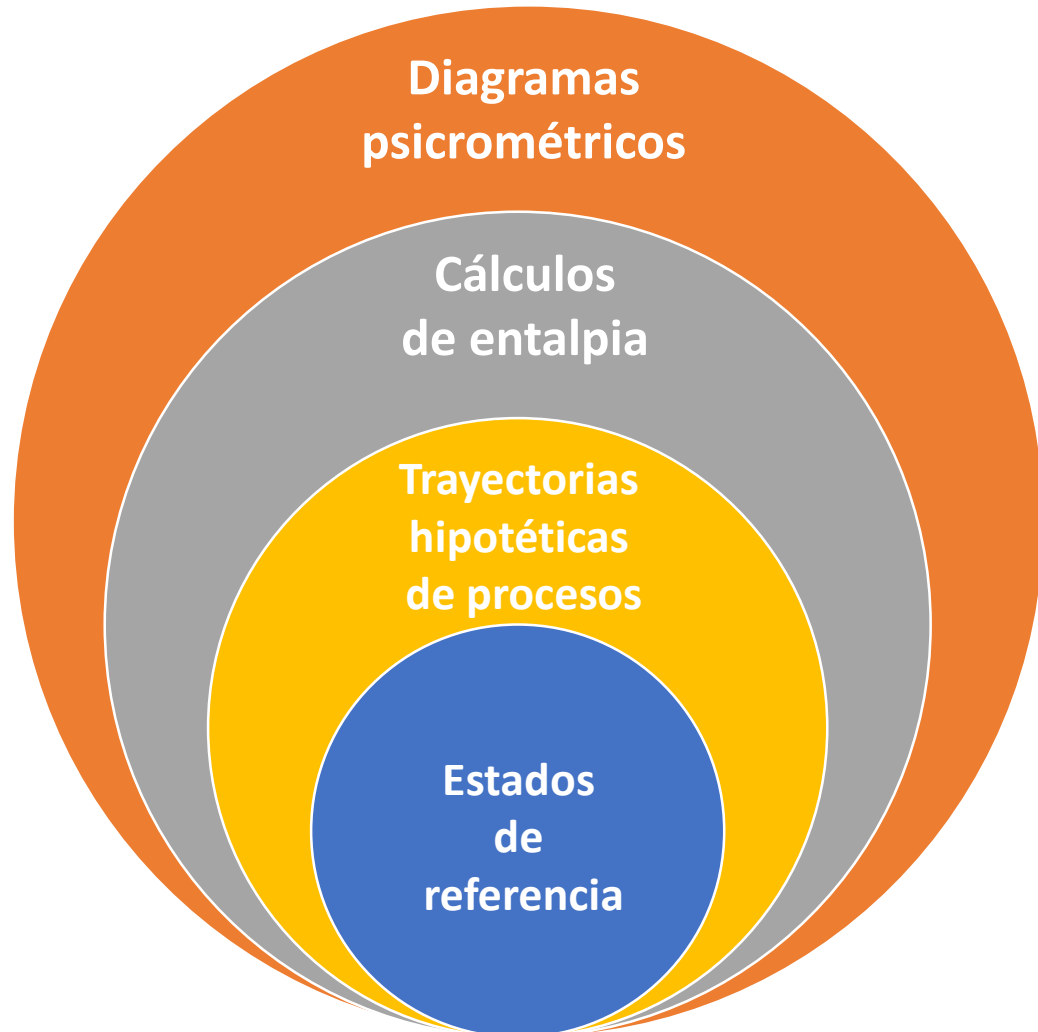 Diagramas
psicrométricos
Cálculos
de entalpia
Trayectorias
hipotéticas
de procesos
Estados
de
referencia